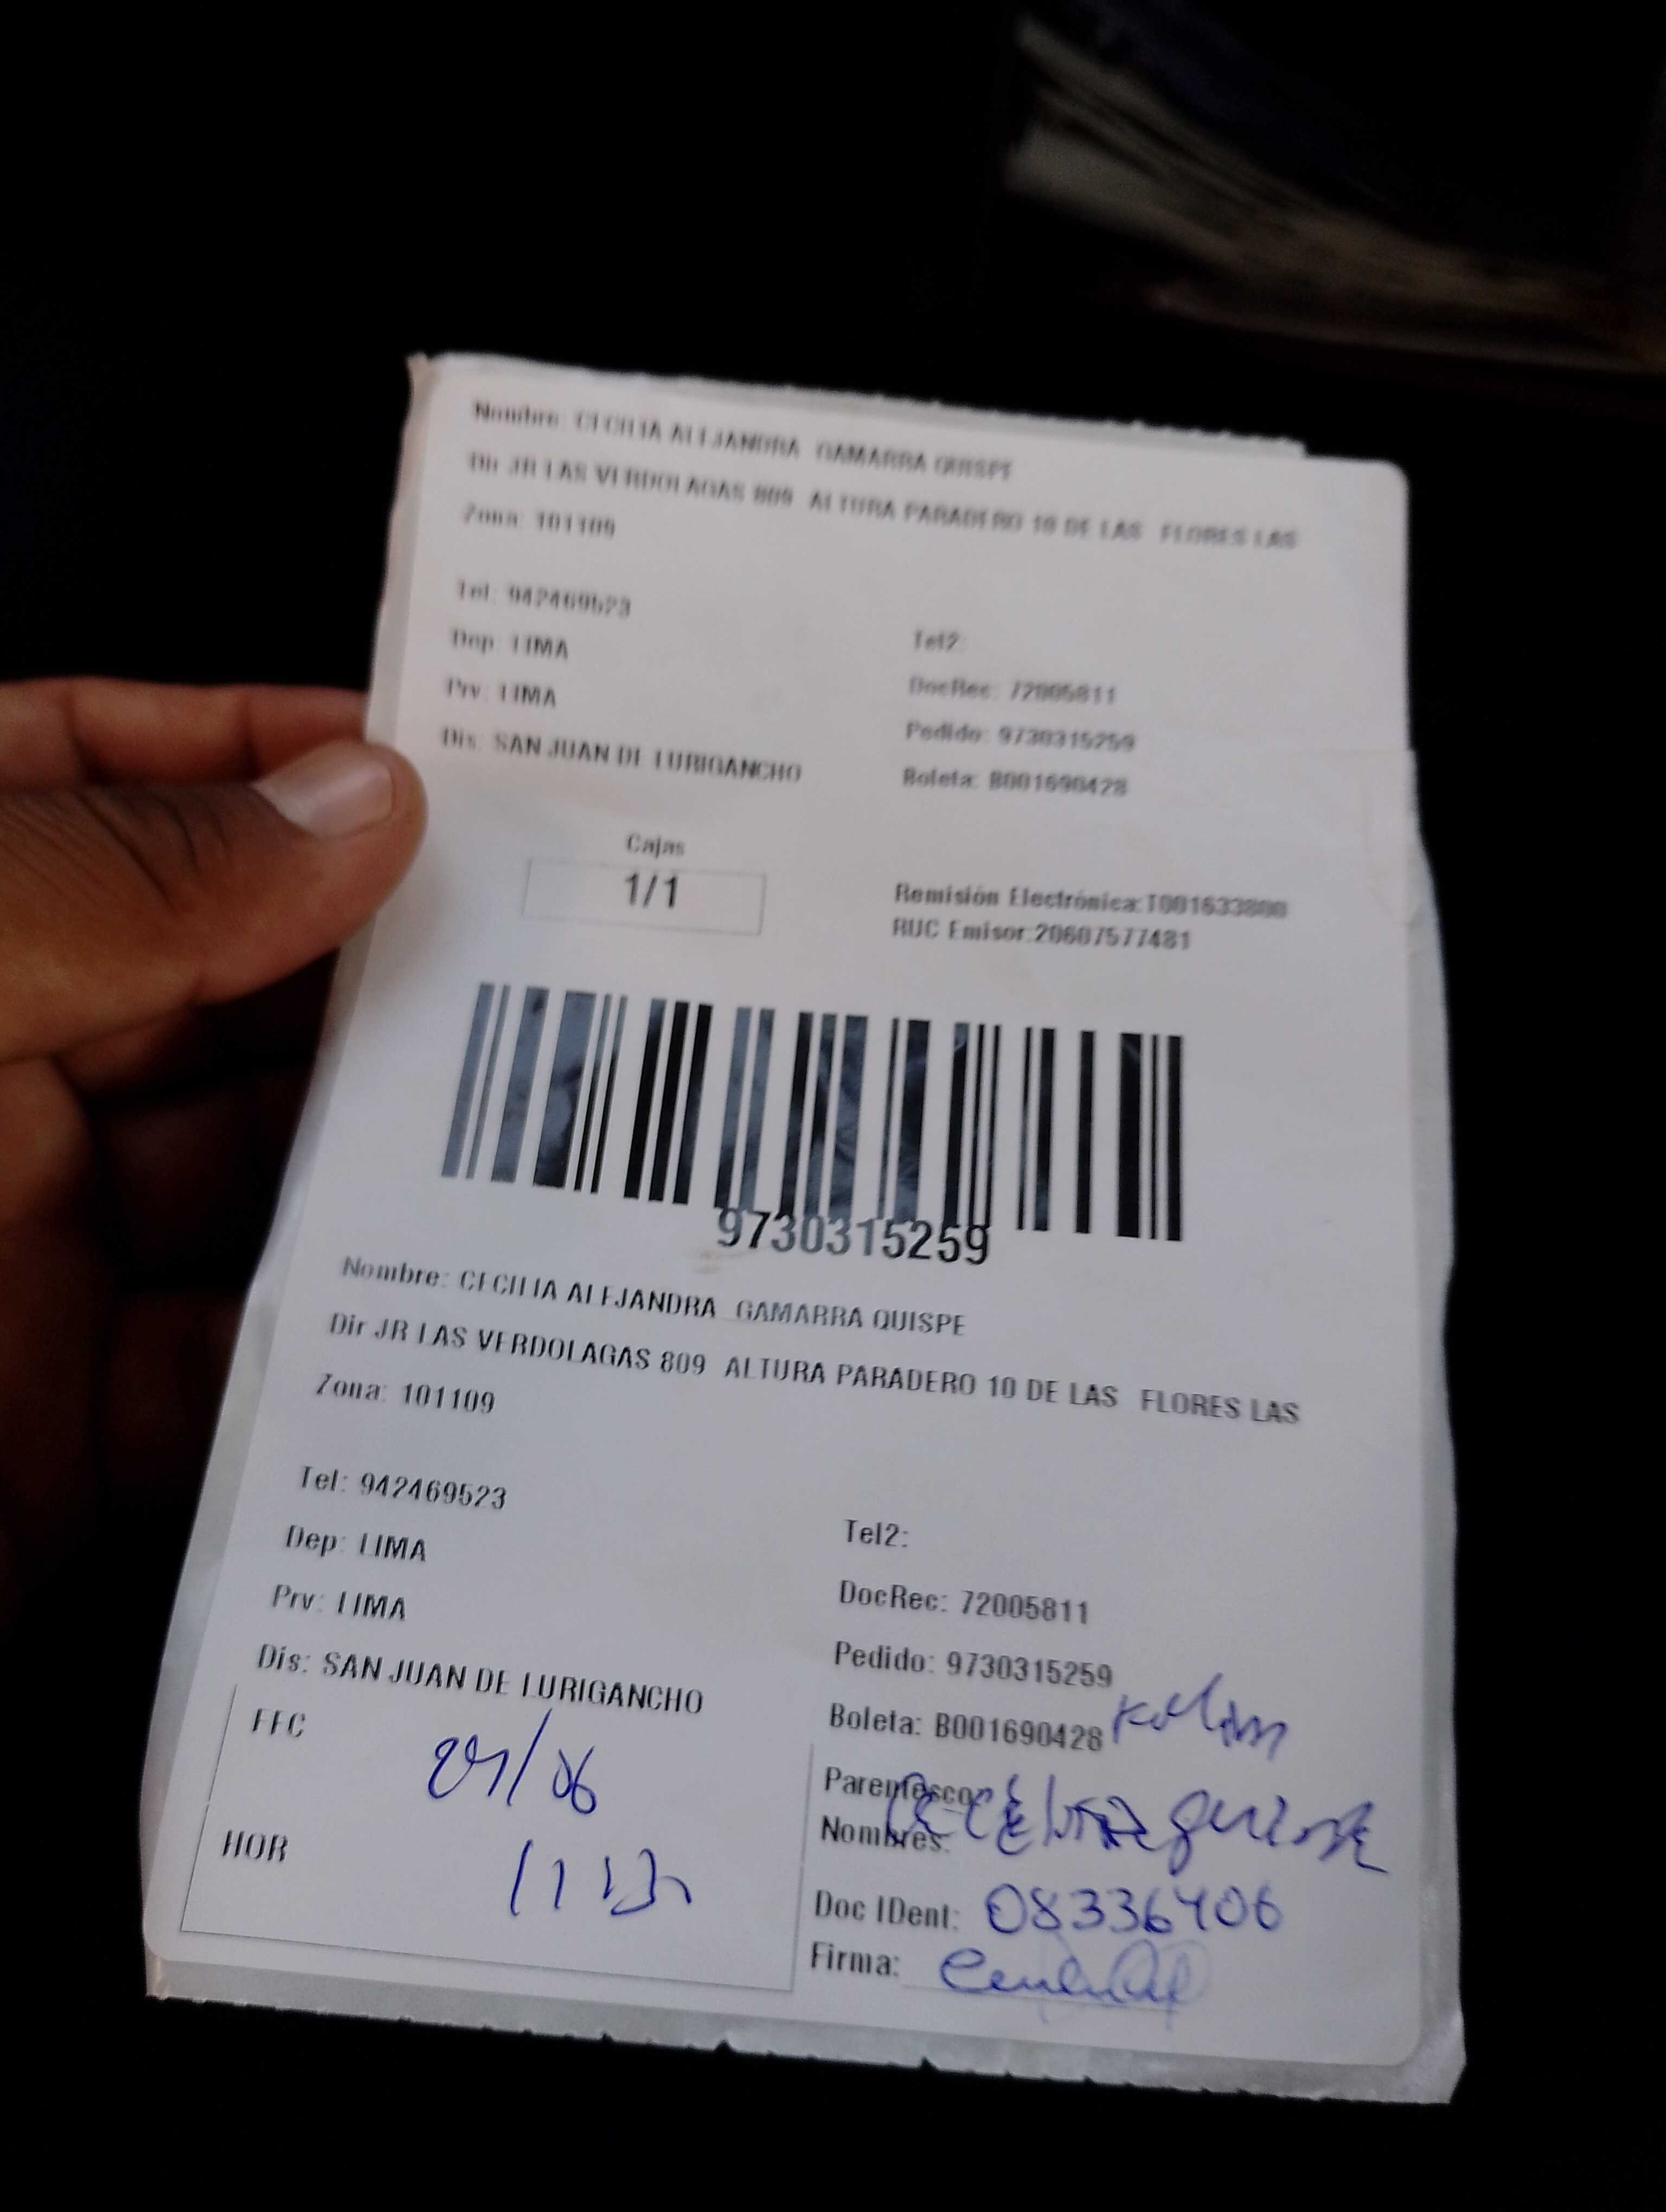 Nombre: CECILIA ALEJANDRA GAMARRA QUISPE
Dir JR LAS VERDOLAGAS 809 ALTURA PARADERO 10 DE LAS FLORES LAS
Zona: 101109
Tel: 942469523
Tel2:
Dep: LIMA
DocRec: 72005811
Prv: LIMA
Pedido: 9730315259
Dis: SAN JUAN DE LURIGANCHO
Boleta: B001690428
Cajas
1/1
Remisión Electrónica:T001633800
RUC Emisor:20607577481
9730315259
Nombre: CECILIA ALEJANDRA GAMARRA QUISPE
Dir JR LAS VERDOLAGAS 809 ALTURA PARADERO 10 DE LAS FLORES LAS
Zona: 101109
Tel: 942469523
Tel2:
Dep: LIMA
DocRec: 72005811
Prv: LIMA
Pedido: 9730315259
Dis: SAN JUAN DE LURIGANCHO
Boleta: B001690428
FFC
Parentesco:
Nombres:
HOR
Doc IDent: 08336406
Firma: